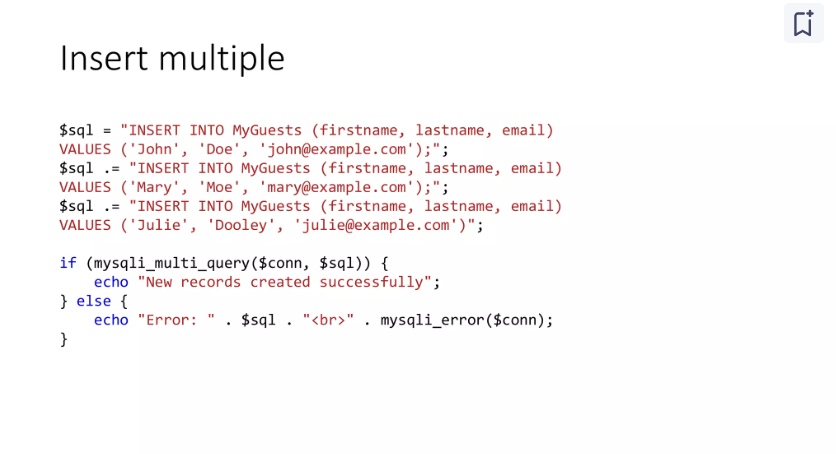 Insert multiple
$sql = "INSERT INTO MyGuests (firstname, lastname, email)
VALUES ('John', 'Doe', 'john@example.com');";
$sql .= "INSERT INTO MyGuests (firstname, lastname, email)
VALUES ('Mary', 'Moe', 'mary@example.com');";
$sql .= "INSERT INTO MyGuests (firstname, lastname, email)
VALUES ('Julie', 'Dooley', 'julie@example.com')";
if (mysqli_multi_query($conn, $sql)) {
    echo "New records created successfully";
} else {
    echo "Error: " . $sql . "<br>" . mysqli_error($conn);
}